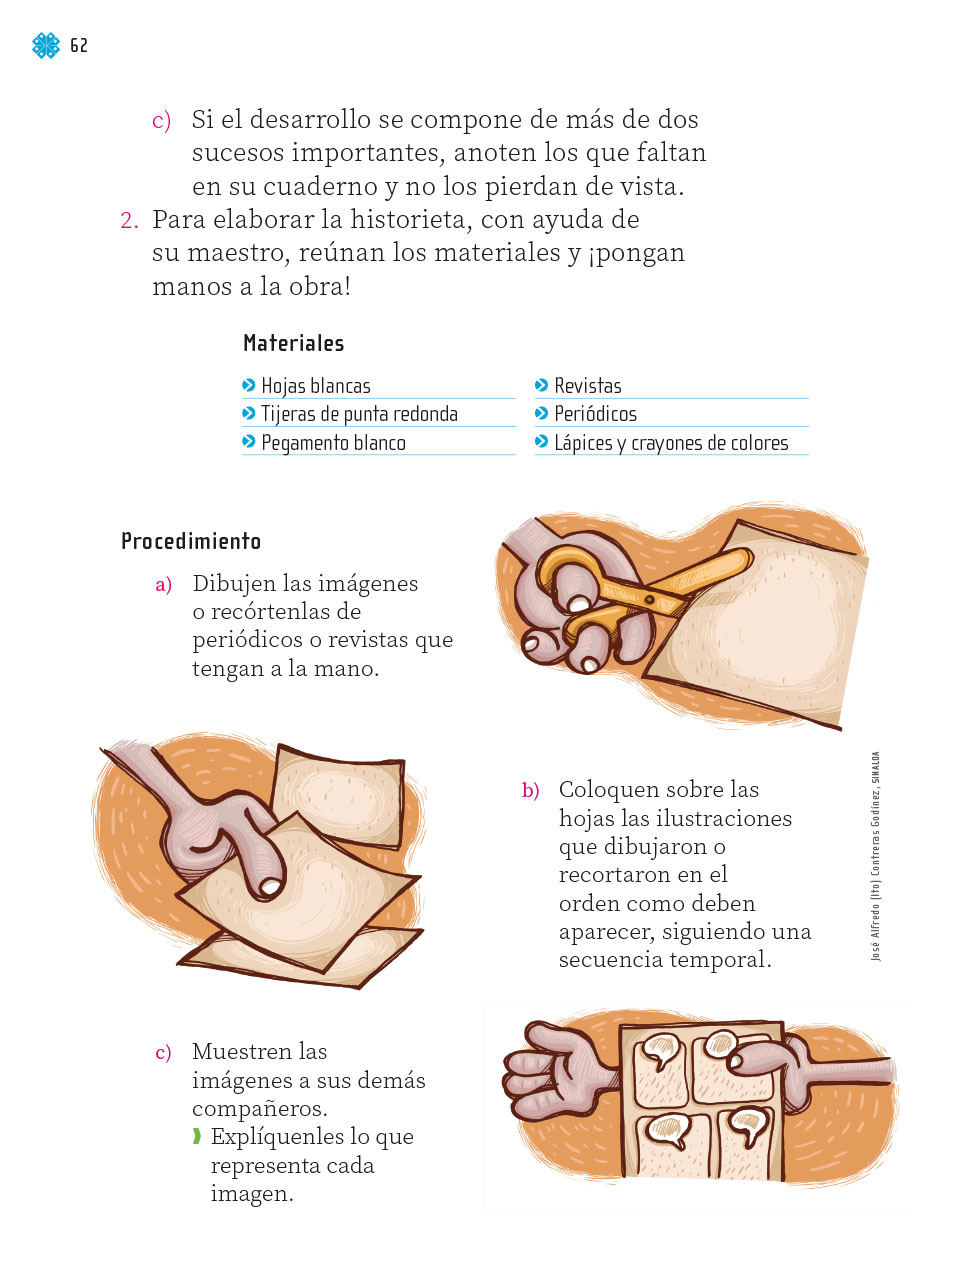 62
c) Si el desarrollo se compone de más de dos
sucesos importantes, anoten los que faltan
en su cuaderno y no los pierdan de vista.
2. Para elaborar la historieta, con ayuda de
su maestro, reúnan los materiales y ¡pongan
manos a la obra!
Materiales
Hojas blancas
Tijeras de punta redonda
Pegamento blanco
Revistas
Periódicos
Lápices y crayones de colores
Procedimiento
a) Dibujen las imágenes
o recórtenlas de
periódicos o revistas que
tengan a la mano.
b) Coloquen sobre las
hojas las ilustraciones
que dibujaron o
recortaron en el
orden como deben
aparecer, siguiendo una
secuencia temporal.
José Alfredo (Ito) Contreras Godínez, SINALOA
c) Muestren las
imágenes a sus demás
compañeros.
Explíquenles lo que
representa cada
imagen.